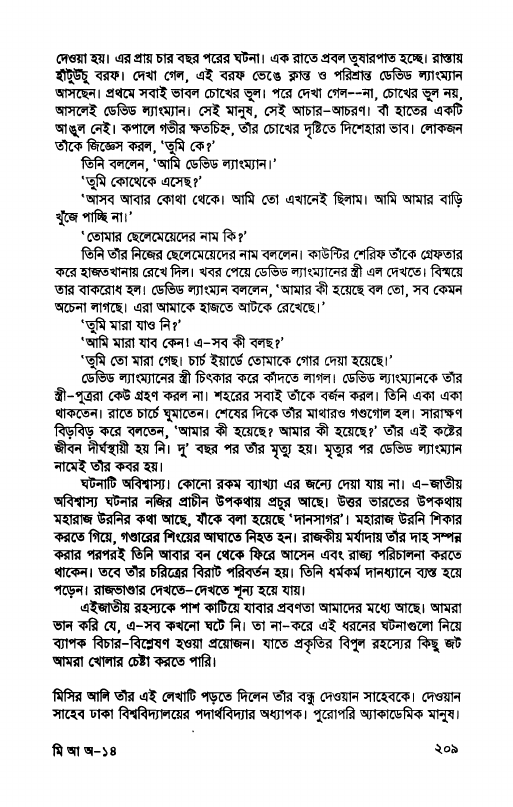 দেওয়া হয়। এর প্রায় চার বছর পরের ঘটনা। এক রাতে প্রবল তুষারপাত হচ্ছে। রাস্তায়
হাঁটুউঁচু বরফ। দেখা গেল, এই বরফ ভেঙে ক্লান্ত ও পরিশ্রান্ত ডেভিড ল্যাংম্যান
আসছেন। প্রথমে সবাই ভাবল চোখের ভুল। পরে দেখা গেল--না, চোখের ভুল নয়,
আসলেই ডেভিড ল্যাংম্যান। সেই মানুষ, সেই আচার-আচরণ। বাঁ হাতের একটি
আঙুল নেই। কপালে গভীর ক্ষতচিহ্ন, তাঁর চোখের দৃষ্টিতে দিশেহারা ভাব। লোকজন
তাঁকে জিজ্ঞেস করল, ‘তুমি কে?’
তিনি বললেন, ‘আমি ডেভিড ল্যাংম্যান।’
‘তুমি কোথেকে এসেছ?’
‘আসব আবার কোথা থেকে। আমি তো এখানেই ছিলাম। আমি আমার বাড়ি
খুঁজে পাচ্ছি না।’
‘তোমার ছেলেমেয়েদের নাম কি?’
তিনি তাঁর নিজের ছেলেমেয়েদের নাম বললেন। কাউন্টির শেরিফ তাঁকে গ্রেফতার
করে হাজতখানায় রেখে দিল। খবর পেয়ে ডেভিড ল্যাংম্যানের স্ত্রী এল দেখতে। বিস্ময়ে
তার বাকরোধ হল। ডেভিড ল্যাংম্যন বললেন, ‘আমার কী হয়েছে বল তো, সব কেমন
অচেনা লাগছে। এরা আমাকে হাজতে আটকে রেখেছে।’
‘তুমি মারা যাও নি?’
‘আমি মারা যাব কেন! এ-সব কী বলছ?’
‘তুমি তো মারা গেছ। চার্চ ইয়ার্ডে তোমাকে গোর দেয়া হয়েছে।’
ডেভিড ল্যাংম্যানের স্ত্রী চিৎকার করে কাঁদতে লাগল। ডেভিড ল্যাংম্যানকে তাঁর
স্ত্রী-পুত্ররা কেউ গ্রহণ করল না। শহরের সবাই তাঁকে বর্জন করল। তিনি একা একা
থাকতেন। রাতে চার্চে ঘুমাতেন। শেষের দিকে তাঁর মাথারও গণ্ডগোল হল। সারাক্ষণ
বিড়বিড় করে বলতেন, ‘আমার কী হয়েছে? আমার কী হয়েছে?’ তাঁর এই কষ্টের
জীবন দীর্ঘস্থায়ী হয় নি। দু’ বছর পর তাঁর মৃত্যু হয়। মৃত্যুর পর ডেভিড ল্যাংম্যান
নামেই তাঁর কবর হয়।
ঘটনাটি অবিশ্বাস্য। কোনো রকম ব্যাখ্যা এর জন্যে দেয়া যায় না। এ-জাতীয়
অবিশ্বাস্য ঘটনার নজির প্রাচীন উপকথায় প্রচুর আছে। উত্তর ভারতের উপকথায়
মহারাজ উরনির কথা আছে, যাঁকে বলা হয়েছে ‘দানসাগর’। মহারাজ উরনি শিকার
করতে গিয়ে, গণ্ডারের শিংয়ের আঘাতে নিহত হন। রাজকীয় মর্যাদায় তাঁর দাহ সম্পন্ন
করার পরপরই তিনি আবার বন থেকে ফিরে আসেন এবং রাজ্য পরিচালনা করতে
থাকেন। তবে তাঁর চরিত্রের বিরাট পরিবর্তন হয়। তিনি ধর্মকর্ম দানধ্যানে ব্যস্ত হয়ে
পড়েন। রাজভাণ্ডার দেখতে-দেখতে শূন্য হয়ে যায়।
এইজাতীয় রহস্যকে পাশ কাটিয়ে যাবার প্রবণতা আমাদের মধ্যে আছে। আমরা
ভান করি যে, এ-সব কখনো ঘটে নি। তা না-করে এই ধরনের ঘটনাগুলো নিয়ে
ব্যাপক বিচার-বিশ্লেষণ হওয়া প্রয়োজন। যাতে প্রকৃতির বিপুল রহস্যের কিছু জট
আমরা খোলার চেষ্টা করতে পারি।
মিসির আলি তাঁর এই লেখাটি পড়তে দিলেন তাঁর বন্ধু দেওয়ান সাহেবকে। দেওয়ান
সাহেব ঢাকা বিশ্ববিদ্যালয়ের পদার্থবিদ্যার অধ্যাপক। পুরোপরি অ্যাকাডেমিক মানুষ।
মি আ অ-১৪
২০৯